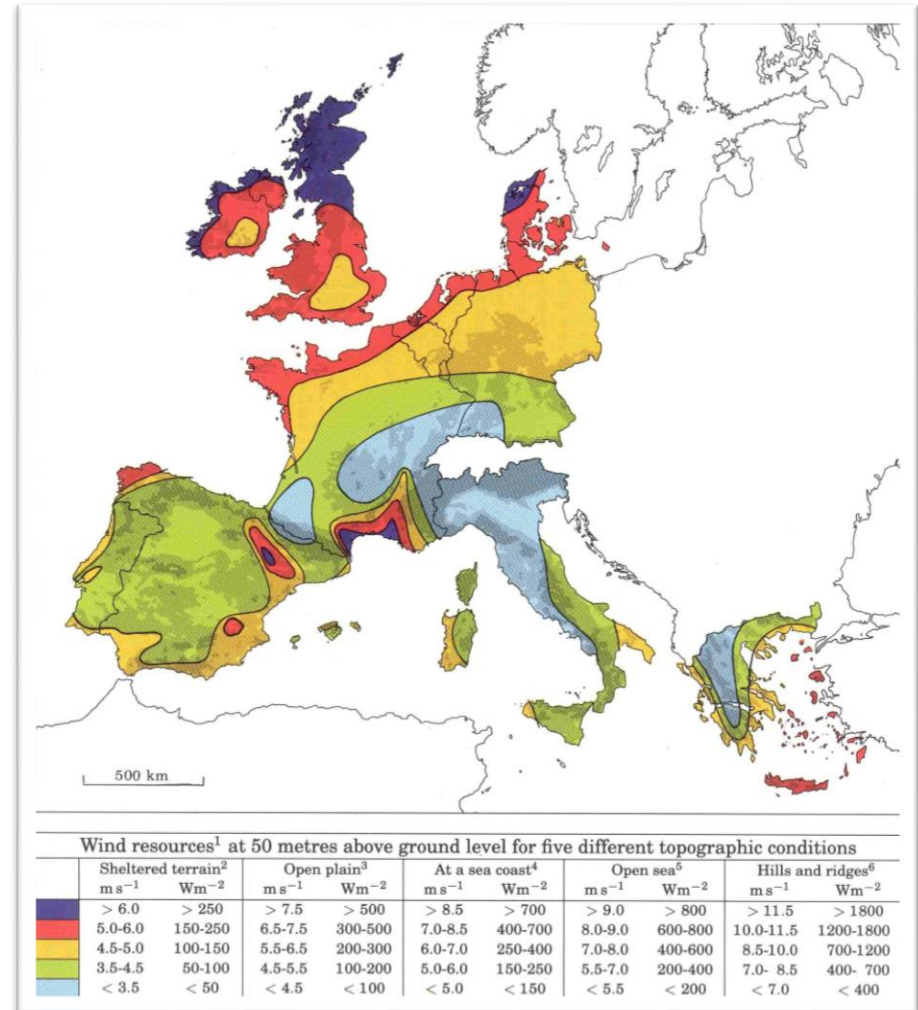 500 km
Wind resources¹ at 50 metres above ground level for five different topographic conditions
Sheltered terrain² Open plain³ At a sea coast⁴ Open sea⁵ Hills and ridges⁶
m s⁻¹ Wm⁻² m s⁻¹ Wm⁻² m s⁻¹ Wm⁻² m s⁻¹ Wm⁻² m s⁻¹ Wm⁻²
> 6.0 > 250 > 7.5 > 500 > 8.5 > 700 > 9.0 > 800 > 11.5 > 1800
5.0-6.0 150-250 6.5-7.5 300-500 7.0-8.5 400-700 8.0-9.0 600-800 10.0-11.5 1200-1800
4.5-5.0 100-150 5.5-6.5 200-300 6.0-7.0 250-400 7.0-8.0 400-600 8.5-10.0 700-1200
3.5-4.5 50-100 4.5-5.5 100-200 5.0-6.0 150-250 5.5-7.0 200-400 7.0- 8.5 400- 700
< 3.5 < 50 < 4.5 < 100 < 5.0 < 150 < 5.5 < 200 < 7.0 < 400